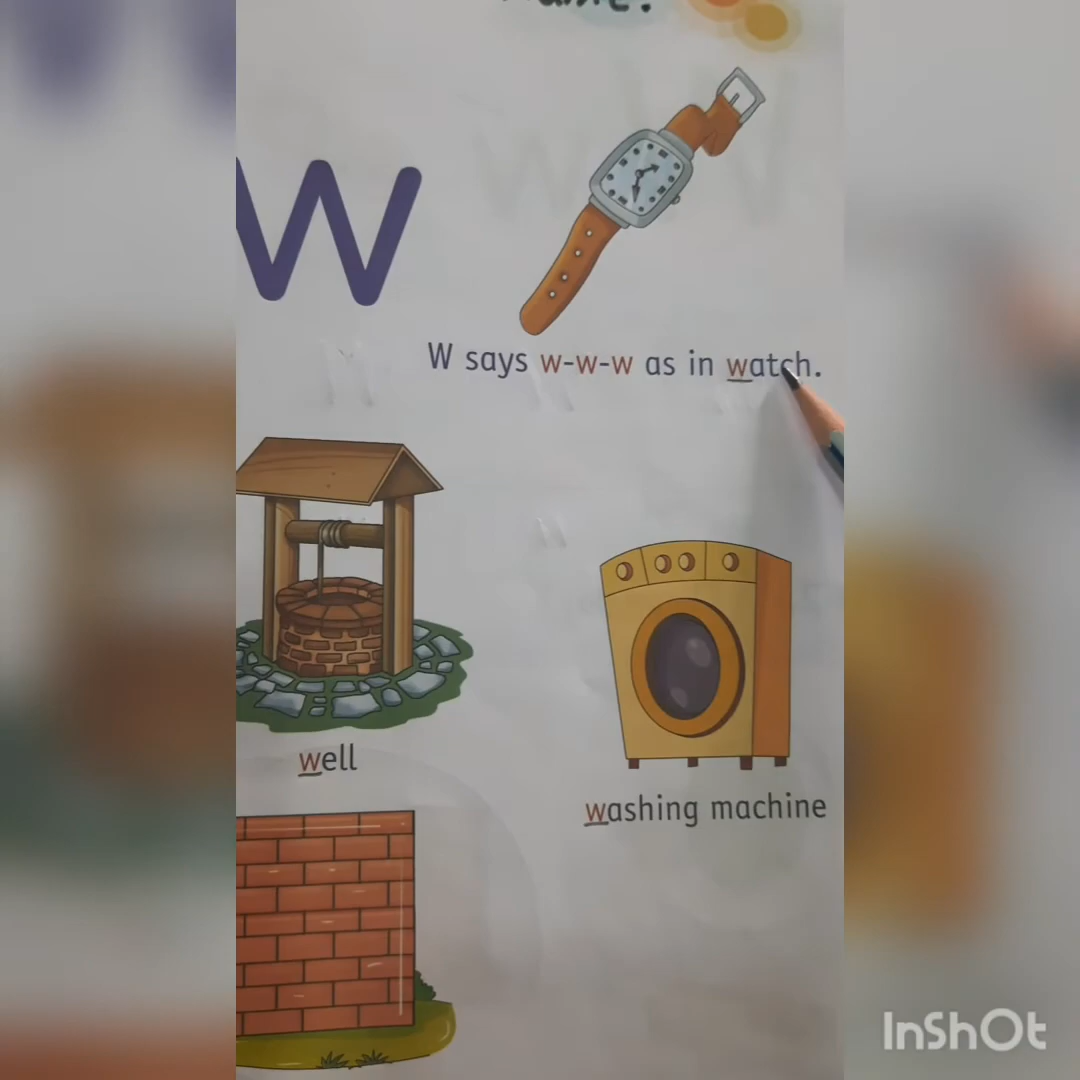 W
W says w-w-w as in watch.
well
washing machine
InShOt